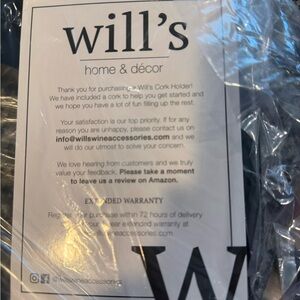 will's
home & décor
Thank you for purchasing Will's Cork Holder!
We have included a cork to help you get started and
we hope you have a lot of fun filling up the rest.
Your satisfaction is our top priority. If for any
reason you are unhappy, please contact us on
info@willswineaccessories.com and we
will do our utmost to solve your concern.
We love hearing from customers and we truly
value your feedback. Please take a moment
to leave us a review on Amazon.
EXTENDED WARRANTY
Register your purchase within 72 hours of delivery
year extended warranty at
@willswineaccessories
W